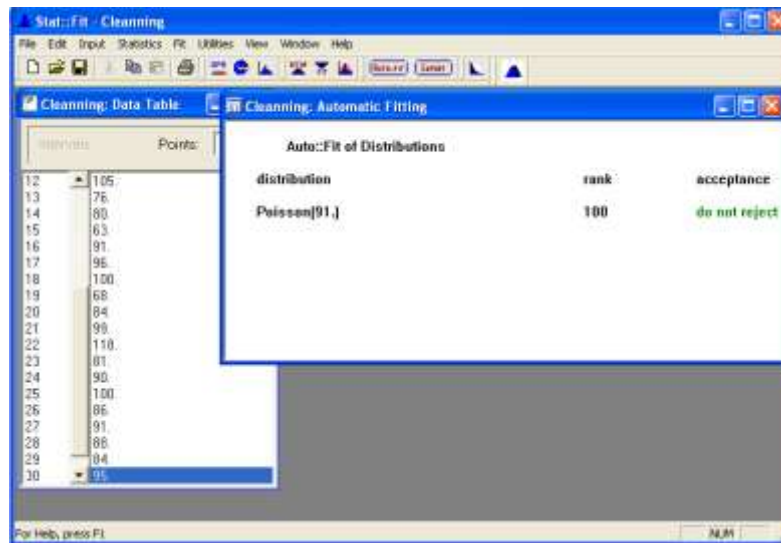 Stat::Fit - Cleanning
File Edit Input Statistics Fit Utilities View Window Help
Cleanning: Data Table
Points:
12 105.
13 76.
14 80.
15 63.
16 91.
17 96.
18 100.
19 68.
20 84.
21 99.
22 118.
23 81.
24 90.
25 100.
26 86.
27 91.
28 88.
29 84.
30 95.
Cleanning: Automatic Fitting
Auto::Fit of Distributions
distribution rank acceptance
Poisson(91.) 100 do not reject
For Help, press F1 NUM